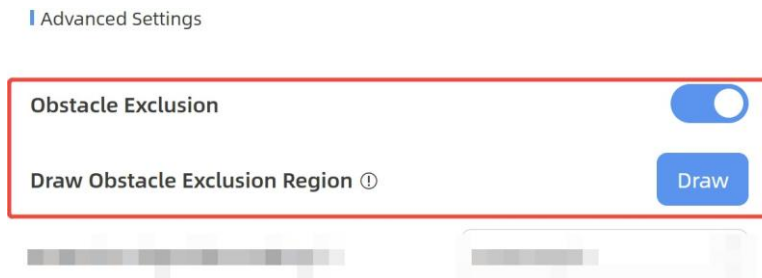 Advanced Settings
Obstacle Exclusion
Draw Obstacle Exclusion Region
Draw